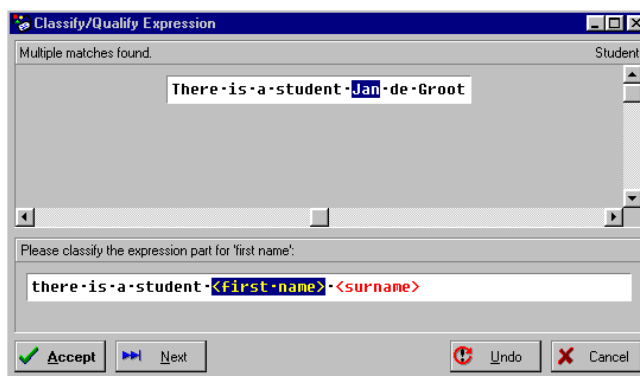 Classify/Qualify Expression
Multiple matches found. Student
There·is·a·student·Jan·de·Groot
Please classify the expression part for 'first name':
there·is·a·student·<first·name>·<surname>
Accept Next Undo Cancel